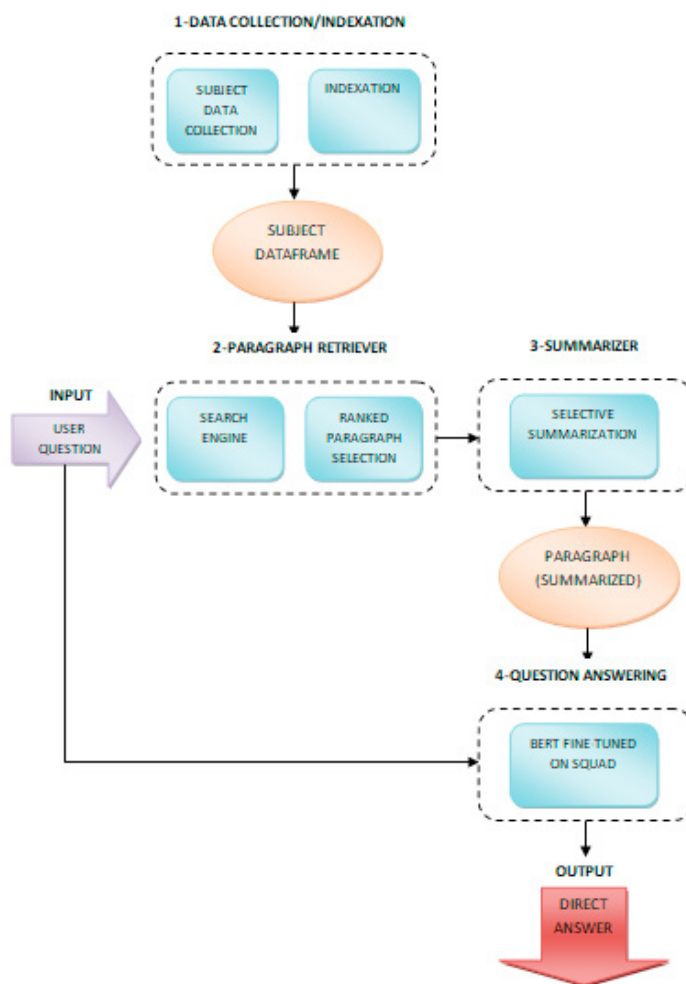 1-DATA COLLECTION/INDEXATION
SUBJECT
DATA
COLLECTION
INDEXATION
SUBJECT
DATAFRAME
2-PARAGRAPH RETRIEVER
3-SUMMARIZER
INPUT
USER
QUESTION
SEARCH
ENGINE
RANKED
PARAGRAPH
SELECTION
SELECTIVE
SUMMARIZATION
PARAGRAPH
(SUMMARIZED)
4-QUESTION ANSWERING
BERT FINE-TUNED
ON SQUAD
OUTPUT
DIRECT
ANSWER